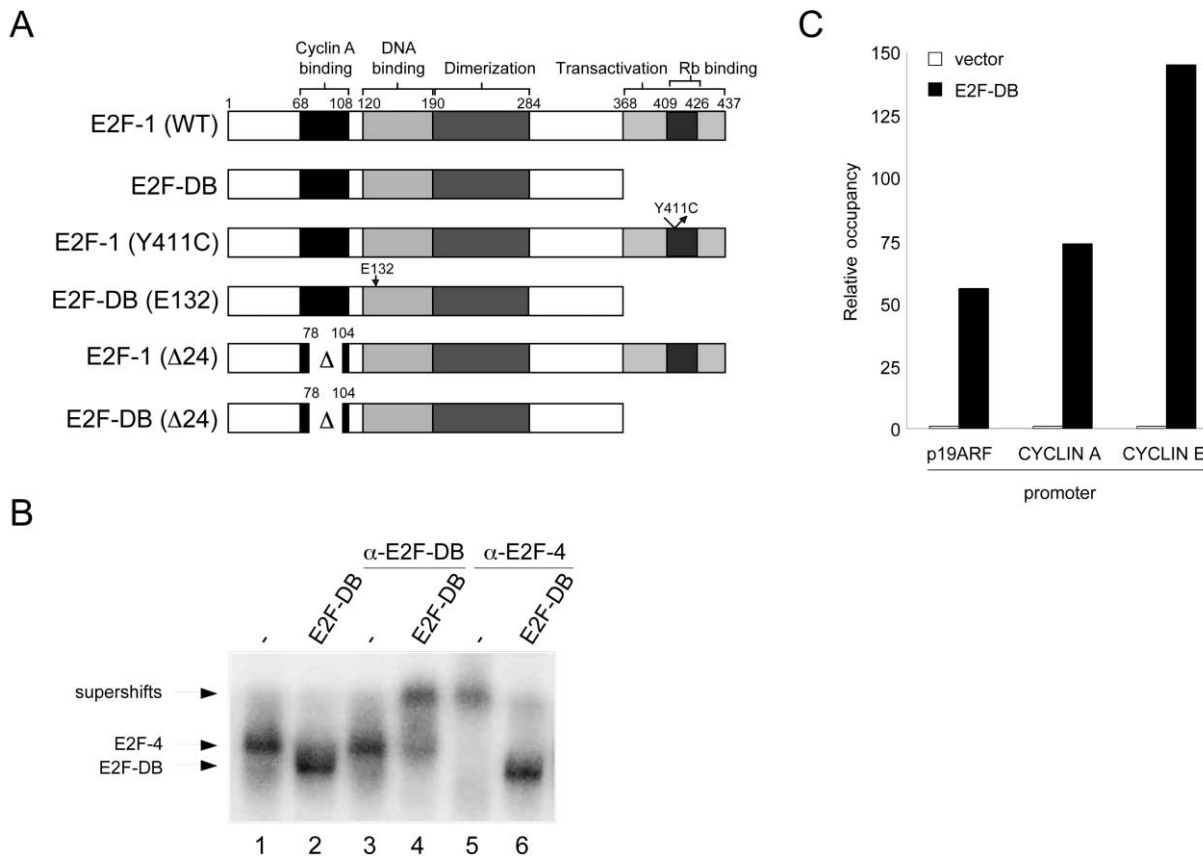 A
Cyclin A DNA
binding binding Dimerization Transactivation Rb binding
1 68 108 120 190 284 368 409 426 437
E2F-1 (WT)
E2F-DB
Y411C
E2F-1 (Y411C)
E132
E2F-DB (E132)
78 104
E2F-1 (Δ24) Δ
78 104
E2F-DB (Δ24) Δ
B
α-E2F-DB α-E2F-4
- E2F-DB - E2F-DB - E2F-DB
supershifts
E2F-4
E2F-DB
1 2 3 4 5 6
C
150
125
100
75
50
25
0
Relative occupancy
vector
E2F-DB
p19ARF CYCLIN A CYCLIN E
promoter